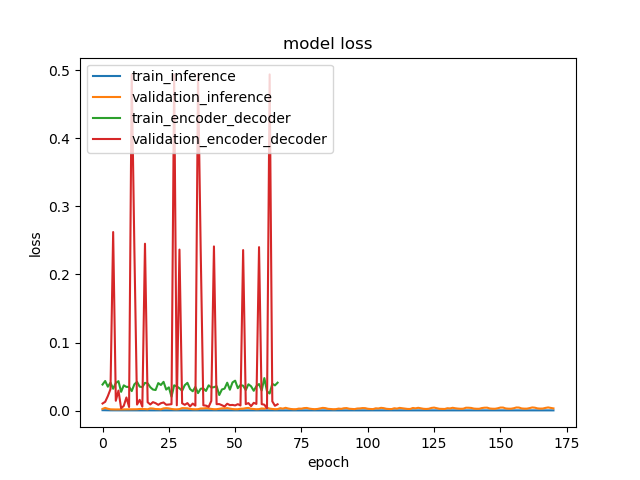 model loss
train_inference
validation_inference
train_encoder_decoder
validation_encoder_decoder
loss
0.5
0.4
0.3
0.2
0.1
0.0
0 25 50 75 100 125 150 175
epoch